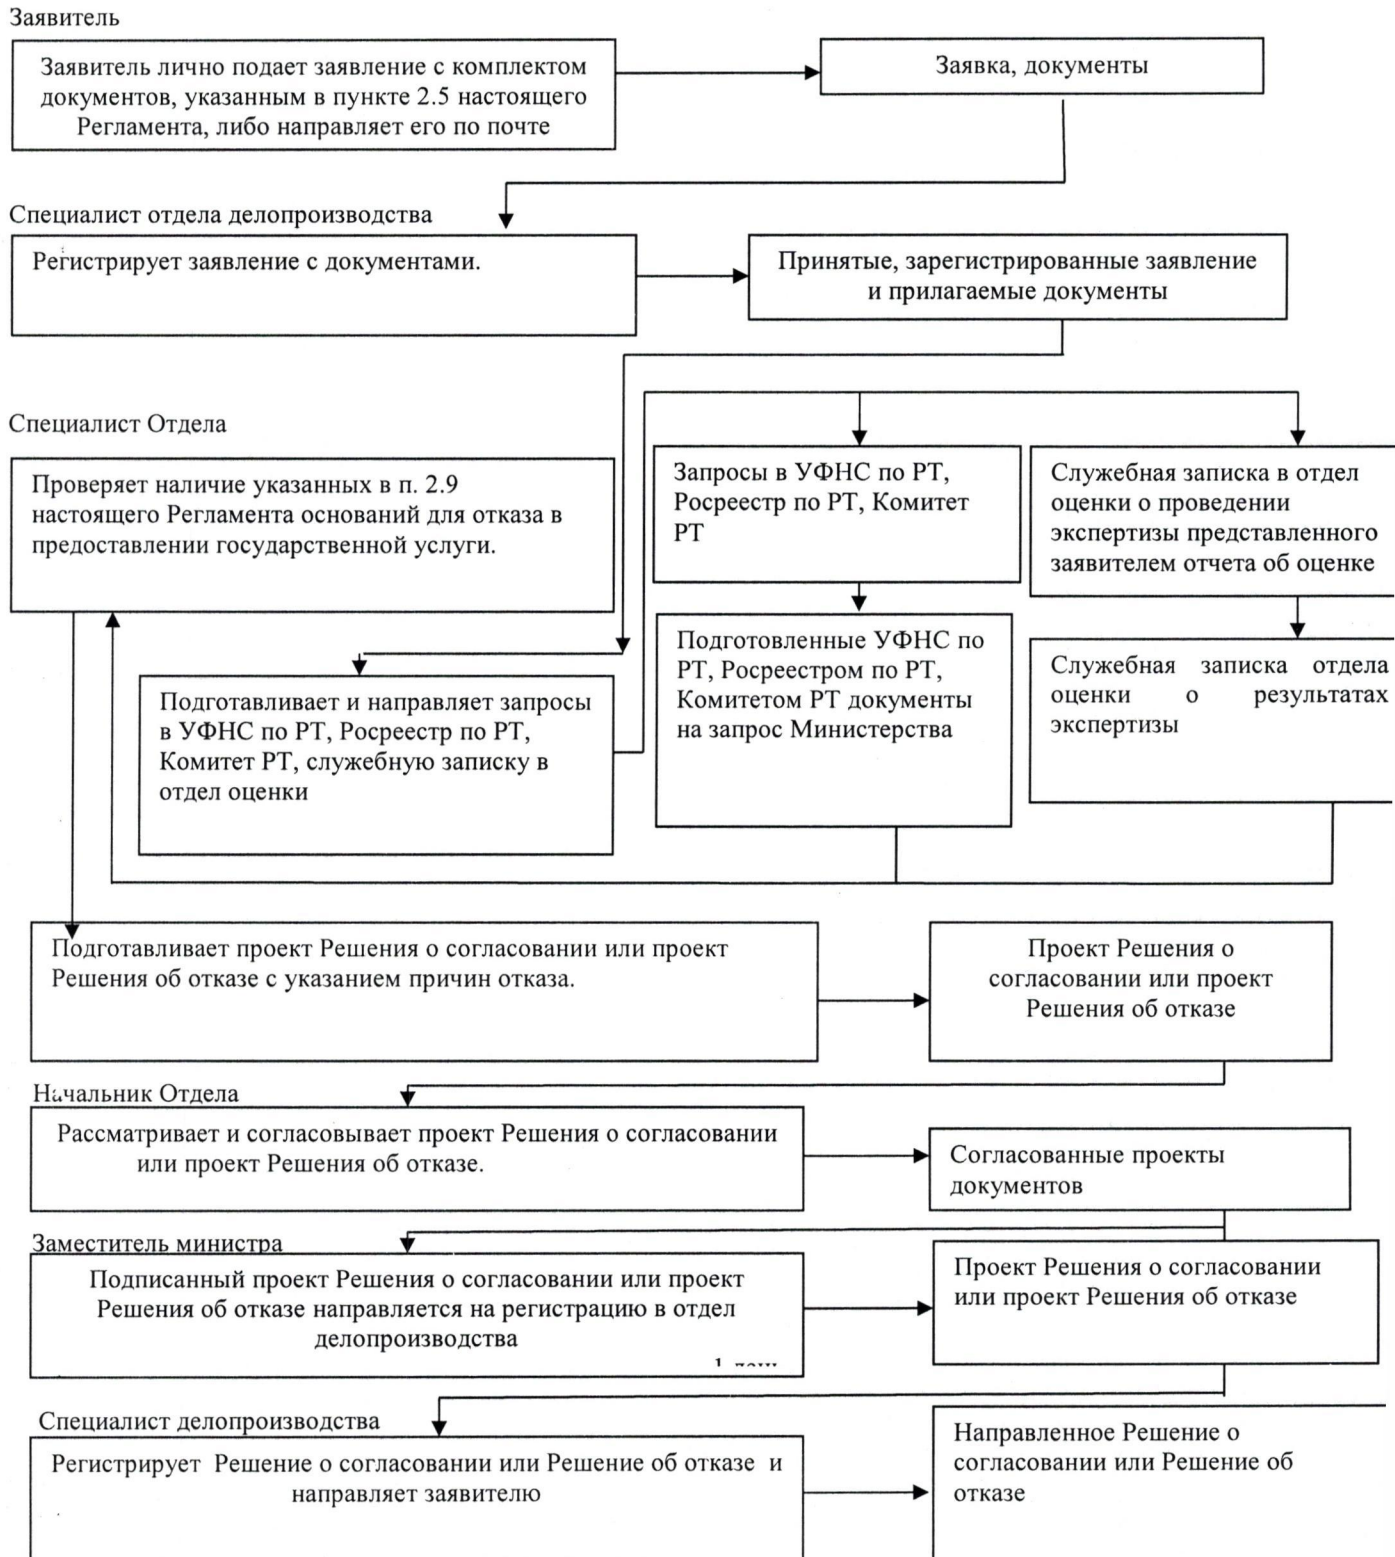 Заявитель
Заявитель лично подает заявление с комплектом
документов, указанным в пункте 2.5 настоящего
Регламента, либо направляет его по почте
Заявка, документы
Специалист отдела делопроизводства
Регистрирует заявление с документами.
Принятые, зарегистрированные заявление
и прилагаемые документы
Специалист Отдела
Проверяет наличие указанных в п. 2.9
настоящего Регламента оснований для отказа в
предоставлении государственной услуги.
Запросы в УФНС по РТ,
Росреестр по РТ, Комитет
РТ
Служебная записка в отдел
оценки о проведении
экспертизы представленного
заявителем отчета об оценке
Подготавливает и направляет запросы
в УФНС по РТ, Росреестр по РТ,
Комитет РТ, служебную записку в
отдел оценки
Подготовленные УФНС по
РТ, Росреестром по РТ,
Комитетом РТ документы
на запрос Министерства
Служебная записка отдела
оценки о результатах
экспертизы
Подготавливает проект Решения о согласовании или проект
Решения об отказе с указанием причин отказа.
Проект Решения о
согласовании или проект
Решения об отказе
Начальник Отдела
Рассматривает и согласовывает проект Решения о согласовании
или проект Решения об отказе.
Согласованные проекты
документов
Заместитель министра
Подписанный проект Решения о согласовании или проект
Решения об отказе направляется на регистрацию в отдел
делопроизводства
Проект Решения о согласовании
или проект Решения об отказе
Специалист делопроизводства
Регистрирует Решение о согласовании или Решение об отказе и
направляет заявителю
Направленное Решение о
согласовании или Решение об
отказе